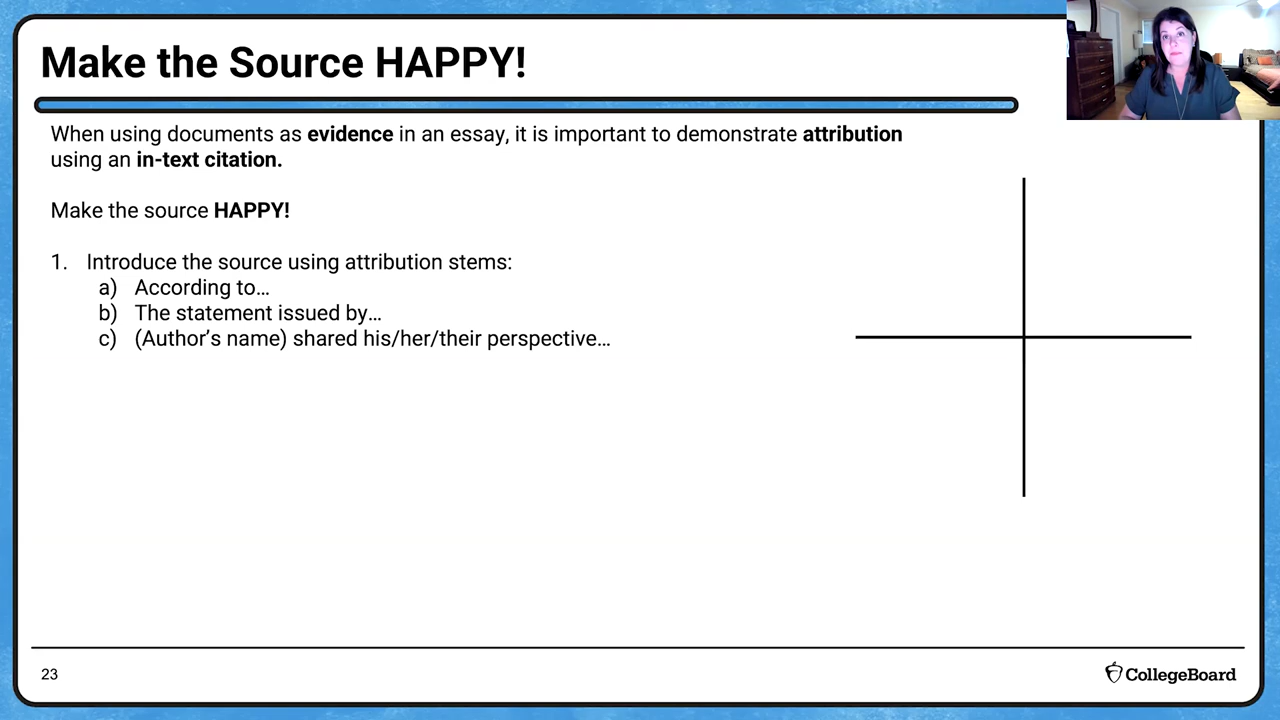 Make the Source HAPPY!
When using documents as evidence in an essay, it is important to demonstrate attribution
using an in-text citation.
Make the source HAPPY!
1. Introduce the source using attribution stems:
a) According to…
b) The statement issued by…
c) (Author’s name) shared his/her/their perspective…
23
CollegeBoard